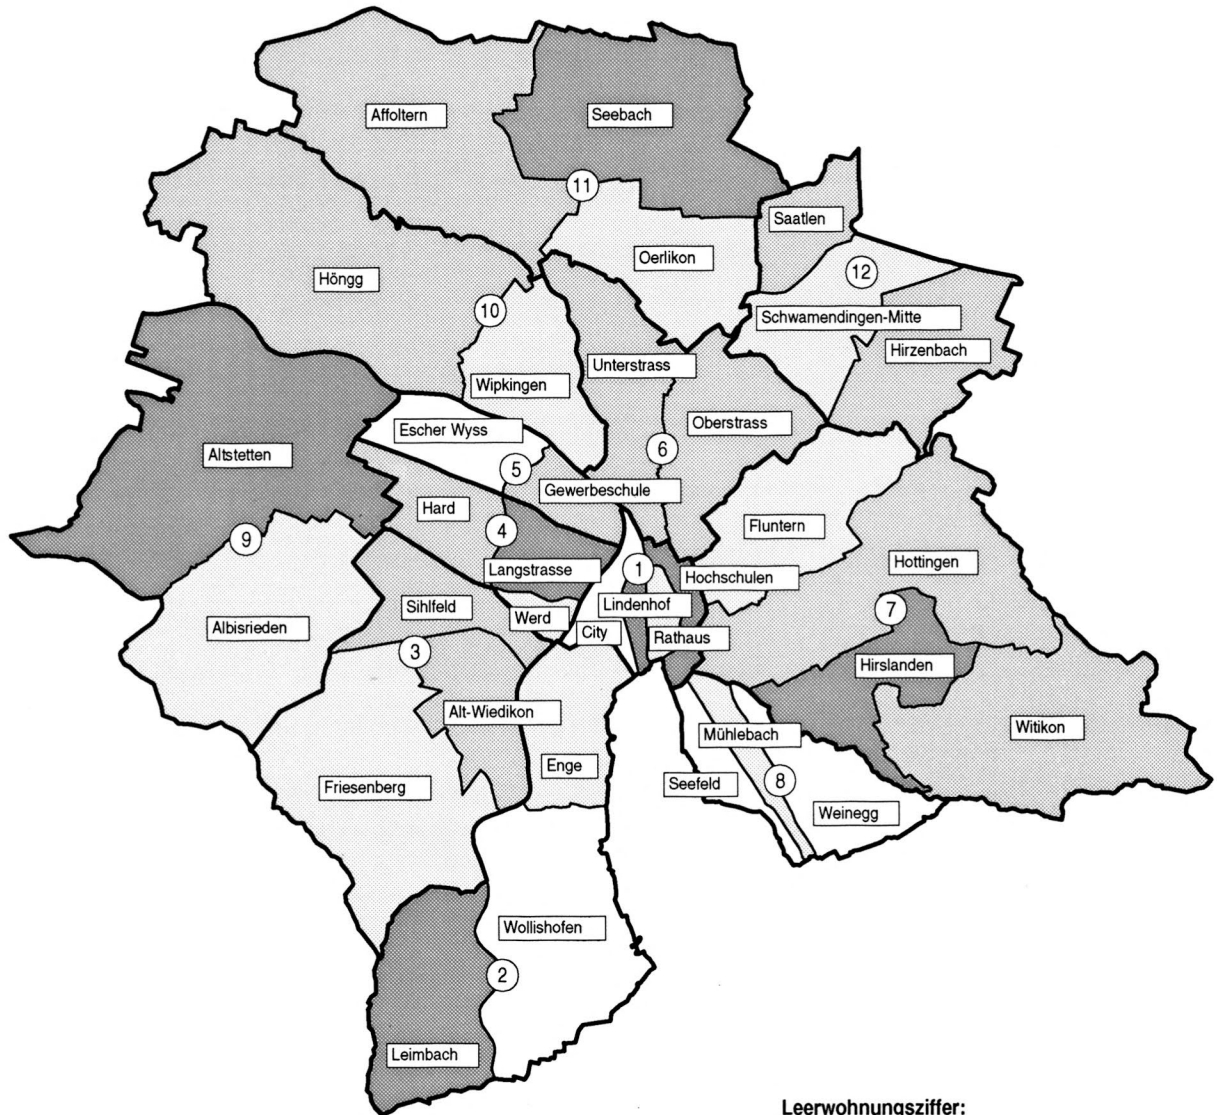 Affoltern
Seebach
11
Saatlen
Oerlikon
12
Höngg
10
Schwamendingen-Mitte
Hirzenbach
Unterstrass
Wipkingen
Oberstrass
Escher Wyss
6
Altstetten
5
Gewerbeschule
Hard
4
Fluntern
9
Hottingen
Langstrasse
1
Hochschulen
Sihlfeld
Lindenhof
7
Albisrieden
Werd
City
Rathaus
3
Hirslanden
Alt-Wiedikon
Mühlebach
Witikon
Enge
8
Friesenberg
Seefeld
Weinegg
Wollishofen
2
Leimbach
Leerwohnungsziffer: